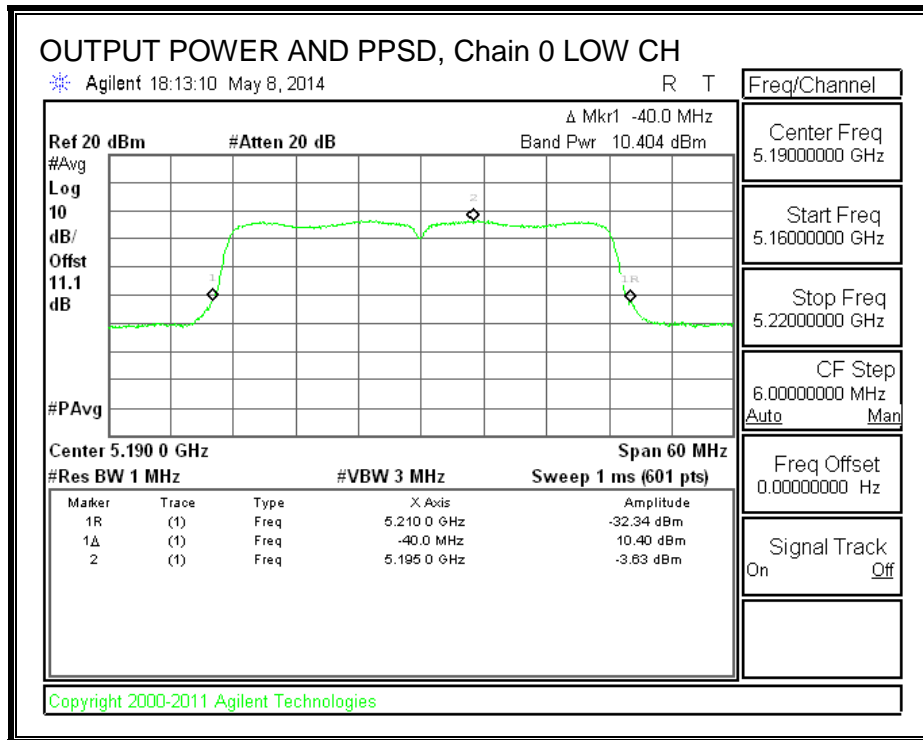 OUTPUT POWER AND PPSD, Chain 0 LOW CH
Agilent 18:13:10 May 8, 2014 R T
Freq/Channel
Δ Mkr1 -40.0 MHz
Ref 20 dBm #Atten 20 dB Band Pwr 10.404 dBm
#Avg
Log
10
dB/
Offst
11.1
dB
#PAvg
2
1
1R
Center 5.190 0 GHz Span 60 MHz
#Res BW 1 MHz #VBW 3 MHz Sweep 1 ms (601 pts)
Marker Trace Type X Axis Amplitude
1R (1) Freq 5.210 0 GHz -32.34 dBm
1Δ (1) Freq -40.0 MHz 10.40 dBm
2 (1) Freq 5.195 0 GHz -3.63 dBm
Center Freq
5.19000000 GHz
Start Freq
5.16000000 GHz
Stop Freq
5.22000000 GHz
CF Step
6.00000000 MHz
Auto Man
Freq Offset
0.00000000 Hz
Signal Track
On Off
Copyright 2000-2011 Agilent Technologies